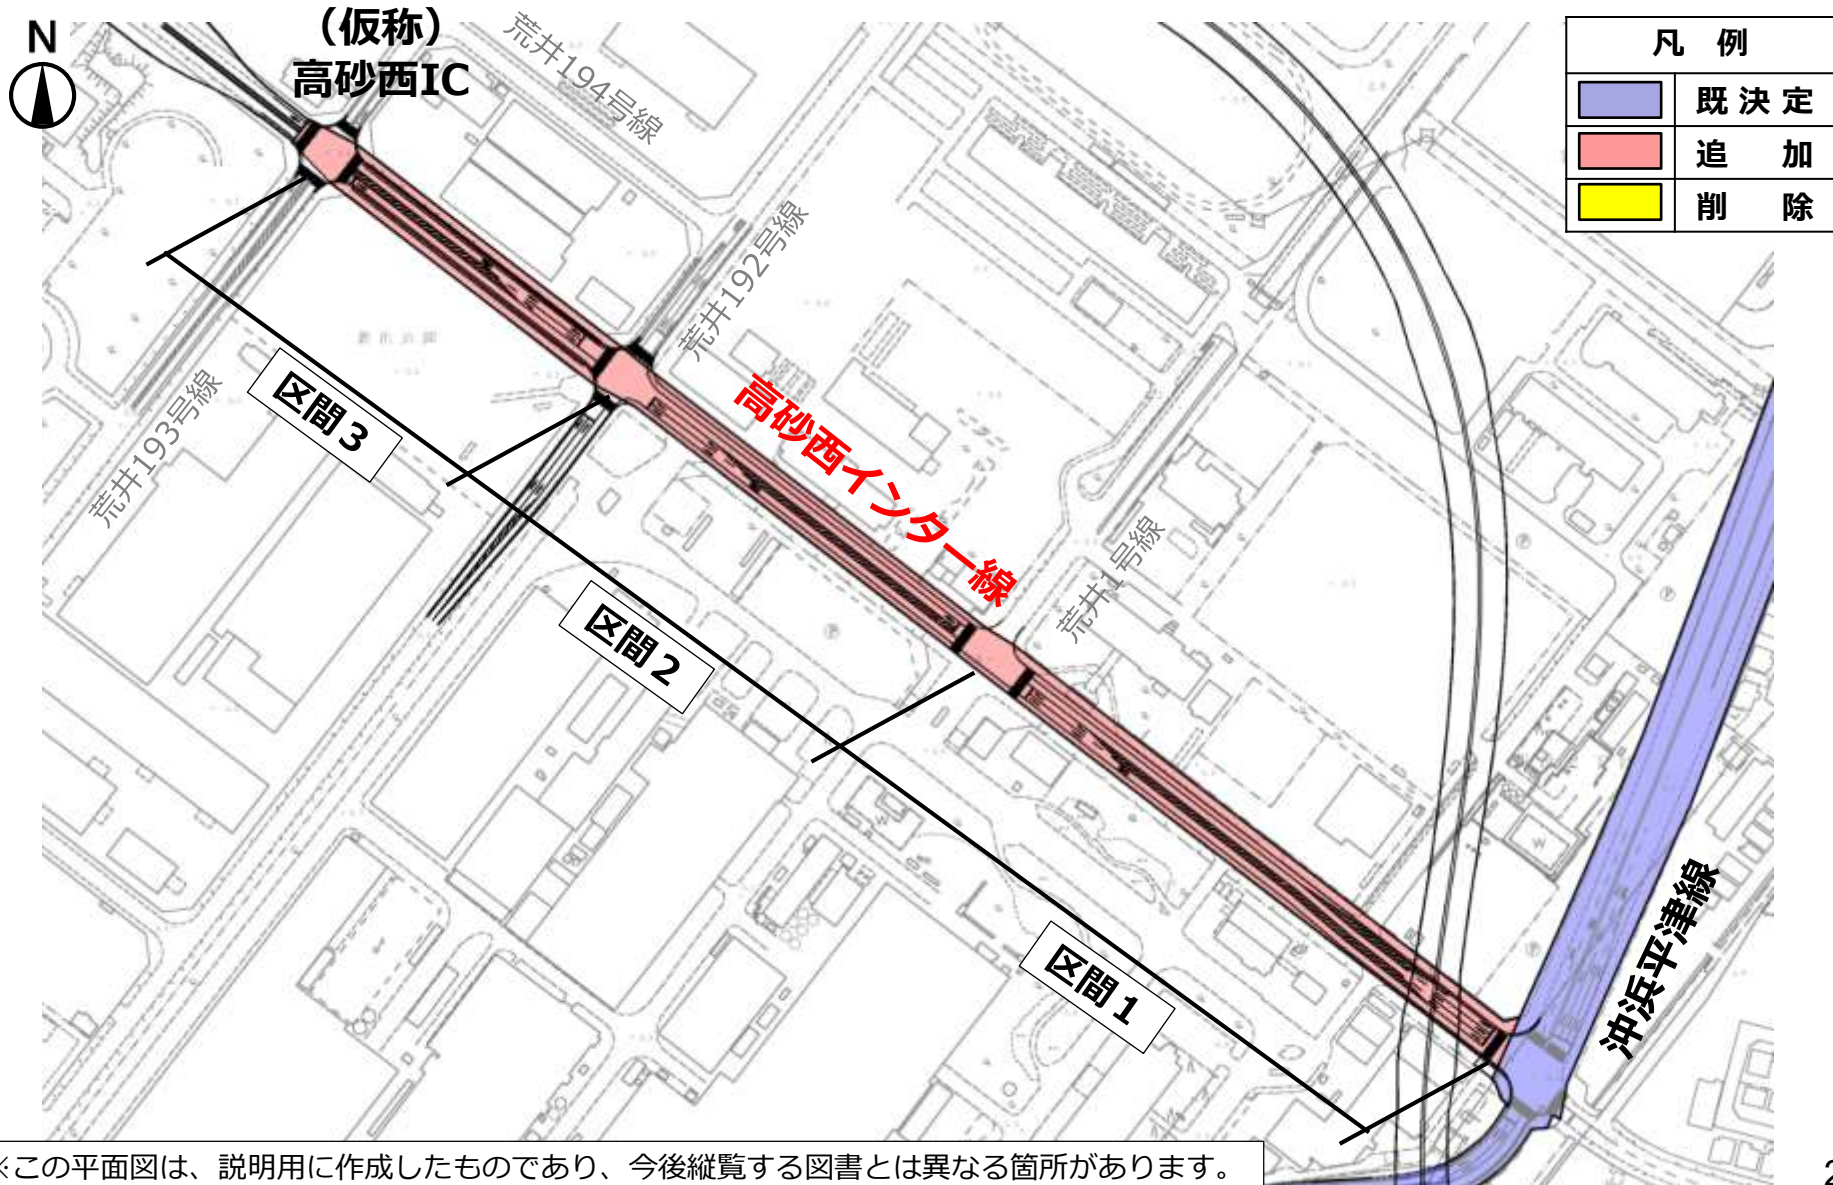 N
(仮称)
高砂西IC
荒井194号線
凡 例
既決定
追 加
削 除
荒井192号線
荒井193号線
区間3
高砂西インター線
荒井1号線
区間2
区間1
沖浜平津線
※この平面図は、説明用に作成したものであり、今後縦覧する図書とは異なる箇所があります。
2